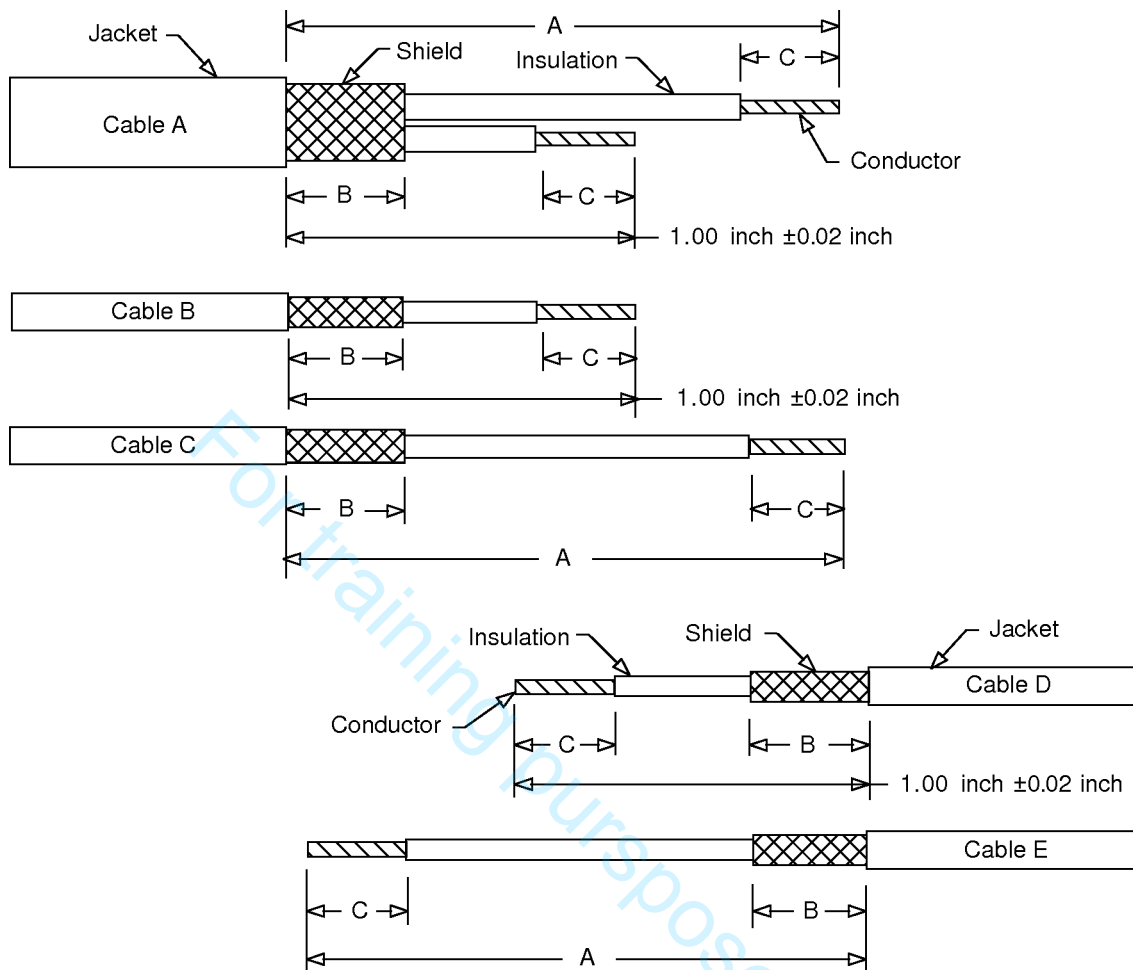 A
Jacket
Shield
Insulation
C
Cable A
Conductor
B
C
1.00 inch ±0.02 inch
Cable B
B
C
1.00 inch ±0.02 inch
Cable C
B
C
A
Insulation
Shield
Jacket
Cable D
Conductor
C
B
1.00 inch ±0.02 inch
Cable E
C
B
A
For training purspose